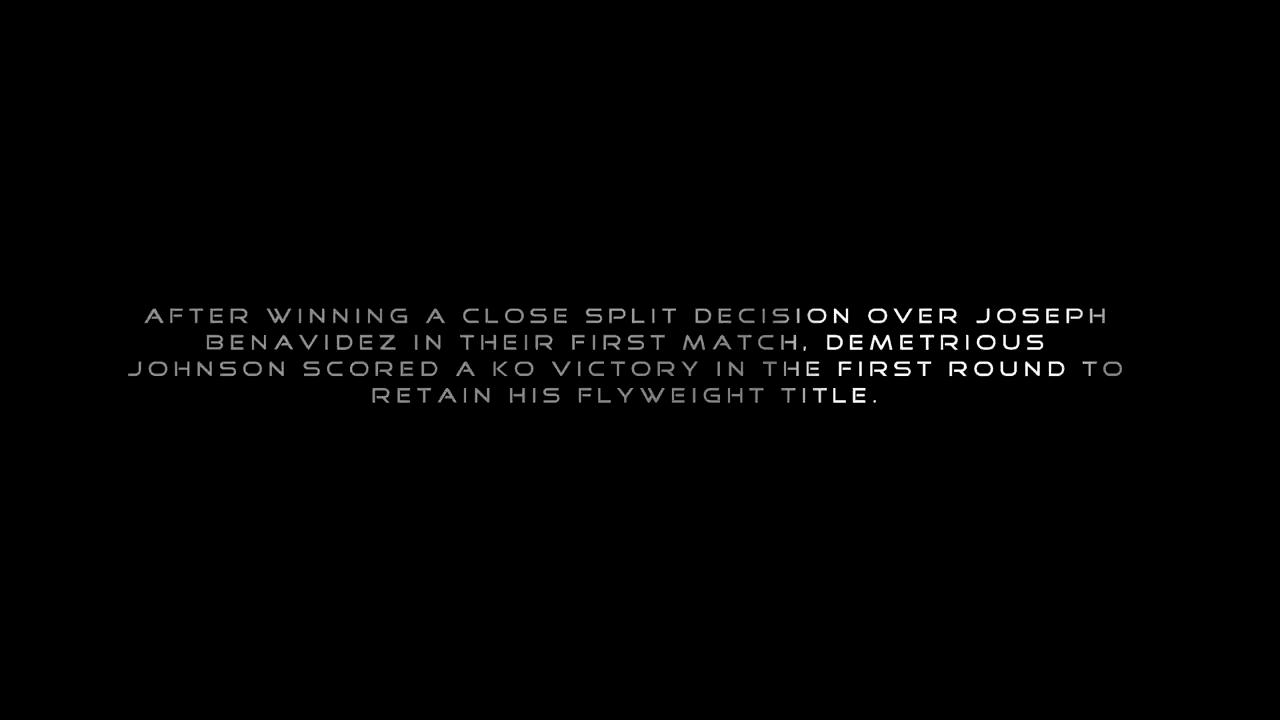 AFTER WINNING A CLOSE SPLIT DECISION OVER JOSEPH
BENAVIDEZ IN THEIR FIRST MATCH, DEMETRIOUS
JOHNSON SCORED A KO VICTORY IN THE FIRST ROUND TO
RETAIN HIS FLYWEIGHT TITLE.